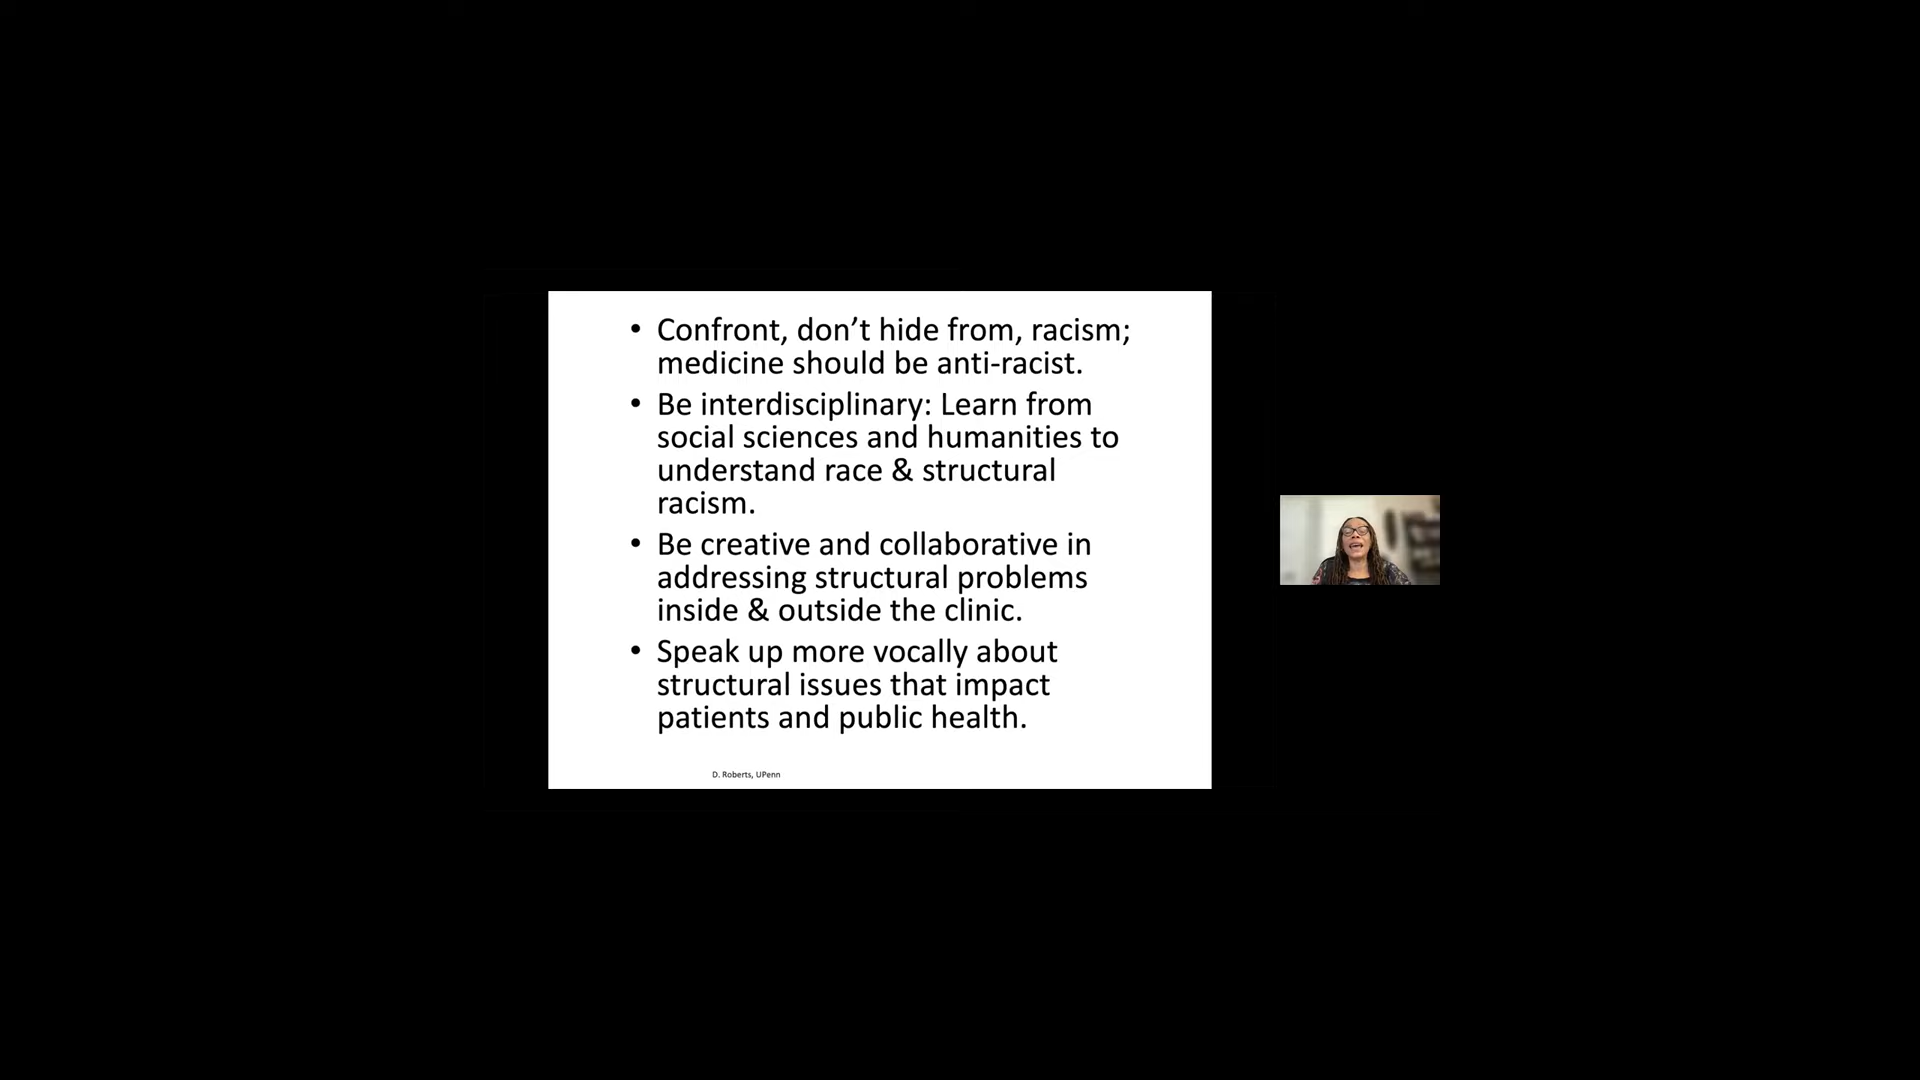 • Confront, don’t hide from, racism;
medicine should be anti-racist.
• Be interdisciplinary: Learn from
social sciences and humanities to
understand race & structural
racism.
• Be creative and collaborative in
addressing structural problems
inside & outside the clinic.
• Speak up more vocally about
structural issues that impact
patients and public health.
D. Roberts, UPenn